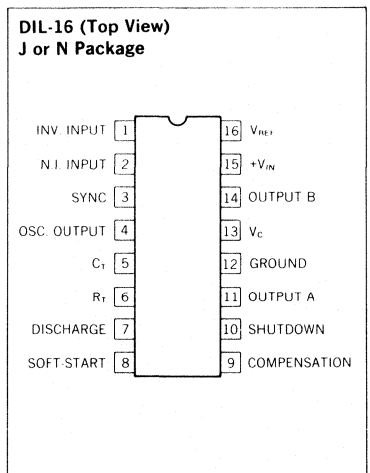 DIL-16 (Top View)
J or N Package
INV. INPUT 1 16 VREF
N.I. INPUT 2 15 +VIN
SYNC 3 14 OUTPUT B
OSC. OUTPUT 4 13 VC
CT 5 12 GROUND
RT 6 11 OUTPUT A
DISCHARGE 7 10 SHUTDOWN
SOFT-START 8 9 COMPENSATION